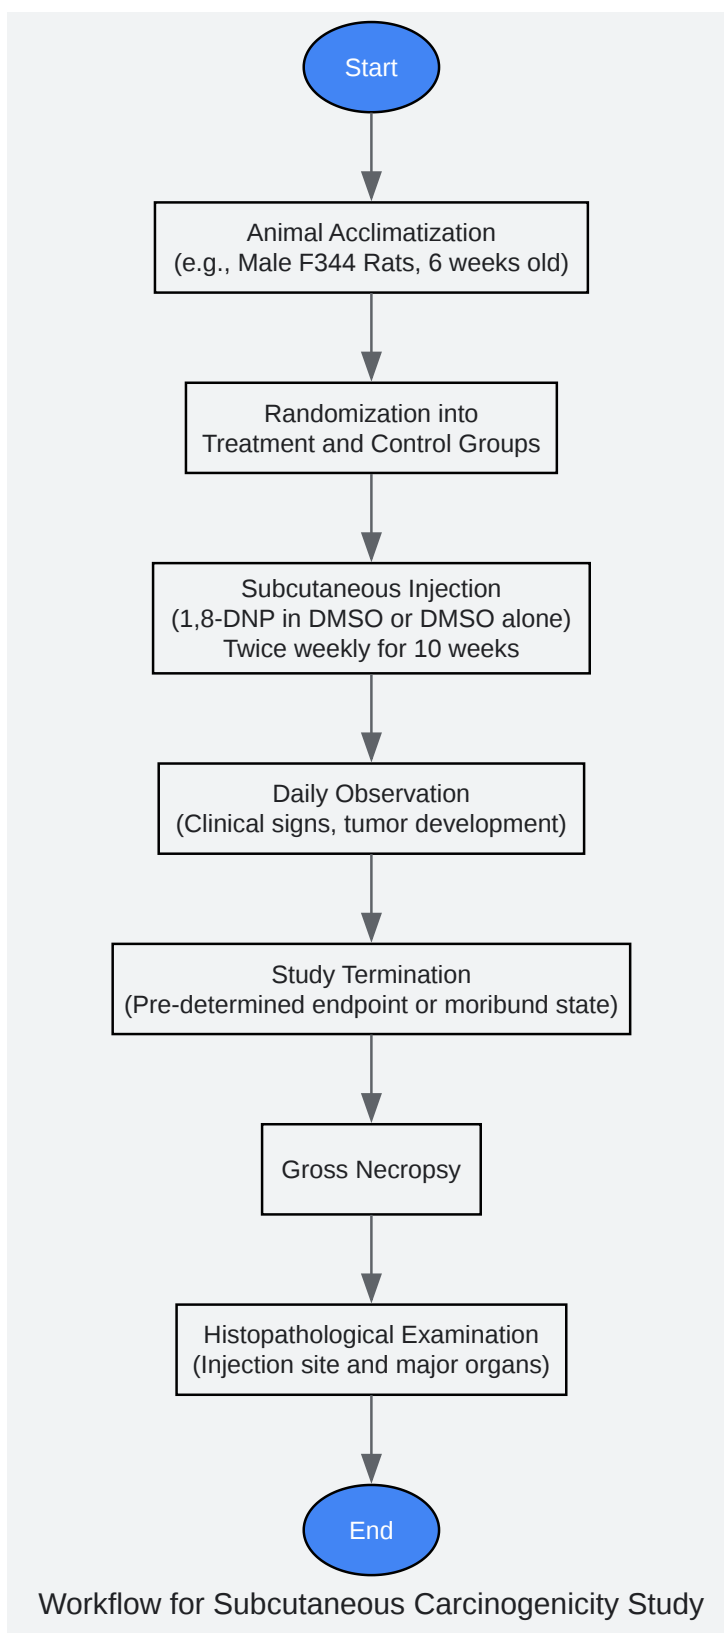 Start
Animal Acclimatization
(e.g., Male F344 Rats, 6 weeks old)
Randomization into
Treatment and Control Groups
Subcutaneous Injection
(1,8-DNP in DMSO or DMSO alone)
Twice weekly for 10 weeks
Daily Observation
(Clinical signs, tumor development)
Study Termination
(Pre-determined endpoint or moribund state)
Gross Necropsy
Histopathological Examination
(Injection site and major organs)
End
Workflow for Subcutaneous Carcinogenicity Study